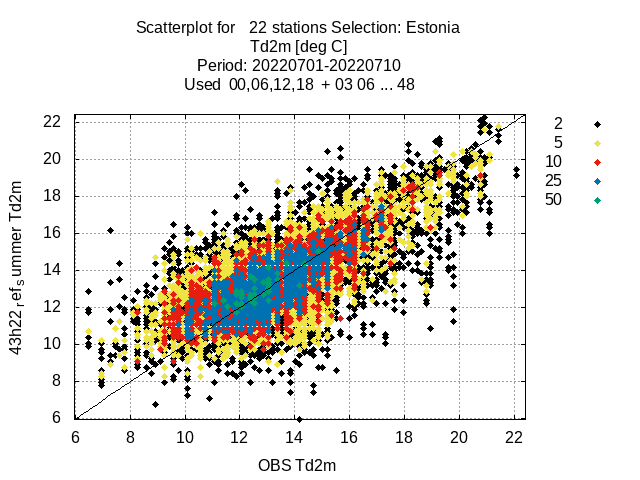 Scatterplot for 22 stations Selection: Estonia
Td2m [deg C]
Period: 20220701-20220710
Used 00,06,12,18 + 03 06 ... 48
2
5
10
25
50
22
20
18
16
14
12
10
8
6
43h22_ref_summer Td2m
6 8 10 12 14 16 18 20 22
OBS Td2m